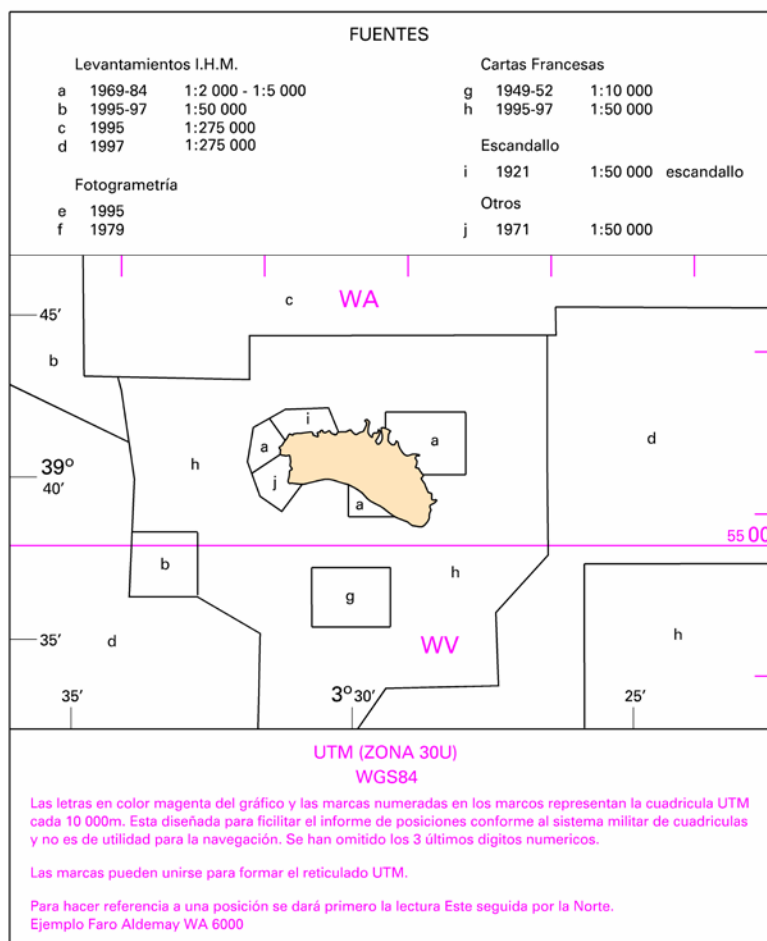 FUENTES
Levantamientos I.H.M.
a 1969-84 1:2 000 - 1:5 000
b 1995-97 1:50 000
c 1995 1:275 000
d 1997 1:275 000
Fotogrametría
e 1995
f 1979
Cartas Francesas
g 1949-52 1:10 000
h 1995-97 1:50 000
Escandallo
i 1921 1:50 000 escandallo
Otros
j 1971 1:50 000
c WA
45′
b
i
a a d
h
39º j
40′
a
55 00
b h
g
35′ d WV h
35′ 3º 30′ 25′
UTM (ZONA 30U)
WGS84
Las letras en color magenta del gráfico y las marcas numeradas en los marcos representan la cuadricula UTM
cada 10 000m. Esta diseñada para ficilitar el informe de posiciones conforme al sistema militar de cuadriculas
y no es de utilidad para la navegación. Se han omitido los 3 últimos digitos numericos.
Las marcas pueden unirse para formar el reticulado UTM.
Para hacer referencia a una posición se dará primero la lectura Este seguida por la Norte.
Ejemplo Faro Aldemay WA 6000